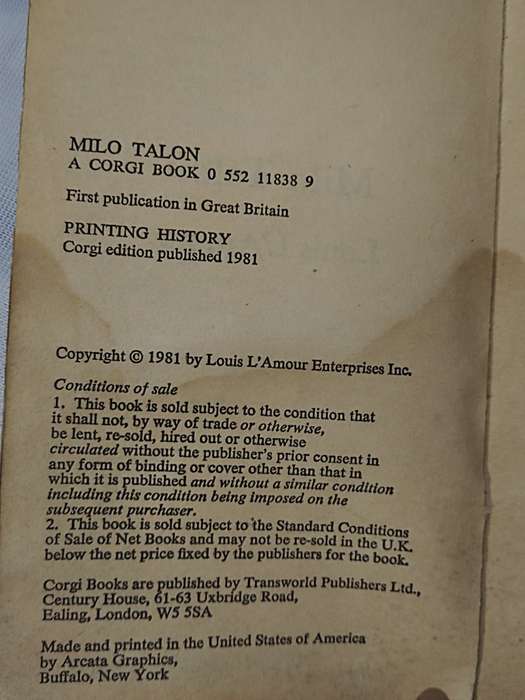 MILO TALON
A CORGI BOOK 0 552 11838 9
First publication in Great Britain
PRINTING HISTORY
Corgi edition published 1981
Copyright © 1981 by Louis L'Amour Enterprises Inc.
Conditions of sale
1. This book is sold subject to the condition that
it shall not, by way of trade or otherwise,
be lent, re-sold, hired out or otherwise
circulated without the publisher's prior consent in
any form of binding or cover other than that in
which it is published and without a similar condition
including this condition being imposed on the
subsequent purchaser.
2. This book is sold subject to the Standard Conditions
of Sale of Net Books and may not be re-sold in the U.K.
below the net price fixed by the publishers for the book.
Corgi Books are published by Transworld Publishers Ltd.,
Century House, 61-63 Uxbridge Road,
Ealing, London, W5 5SA
Made and printed in the United States of America
by Arcata Graphics,
Buffalo, New York